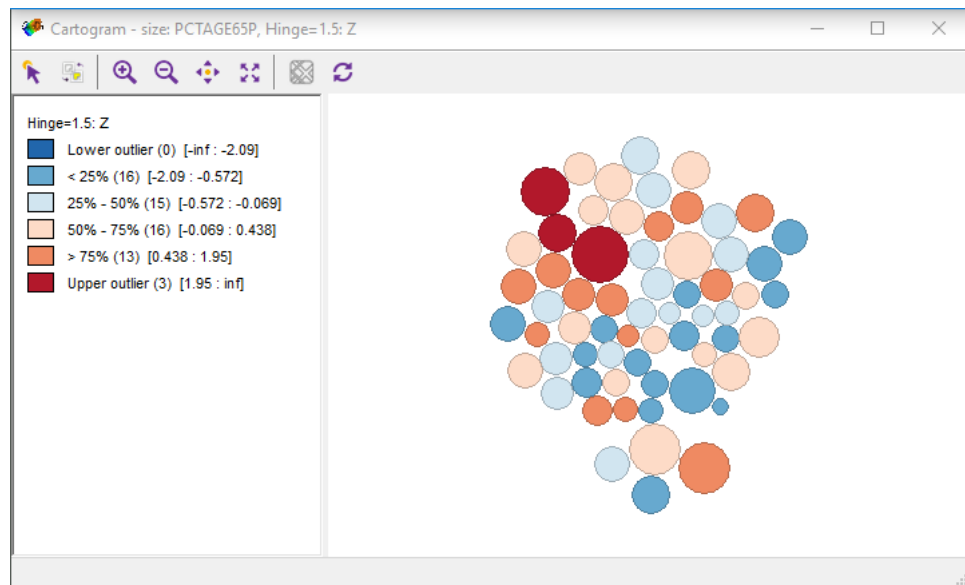 Cartogram - size: PCTAGE65P, Hinge=1.5: Z
Hinge=1.5: Z
Lower outlier (0) [-inf : -2.09]
< 25% (16) [-2.09 : -0.572]
25% - 50% (15) [-0.572 : -0.069]
50% - 75% (16) [-0.069 : 0.438]
> 75% (13) [0.438 : 1.95]
Upper outlier (3) [1.95 : inf]